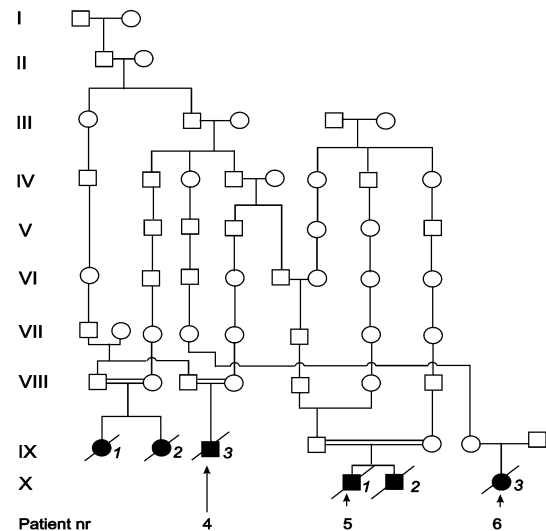 I
II
III
IV
V
VI
VII
VIII
IX 1 2 3
X 1 2 3
Patient nr 4 5 6